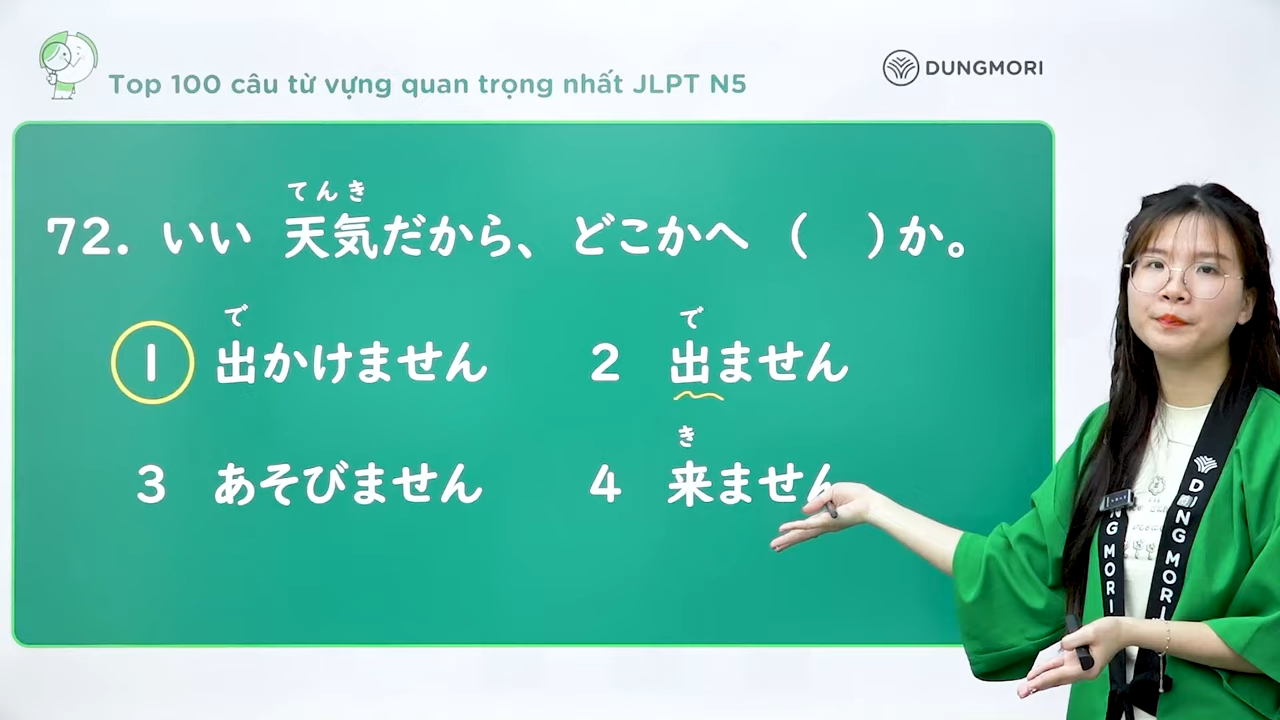 Top 100 câu từ vựng quan trọng nhất JLPT N5
DUNGMORI
てんき
72. いい 天気だから、どこかへ ( )か。
で
1 出かけません
で
2 出ません
3 あそびません
き
4 来ません
DUNGMORI
DUNGMORI